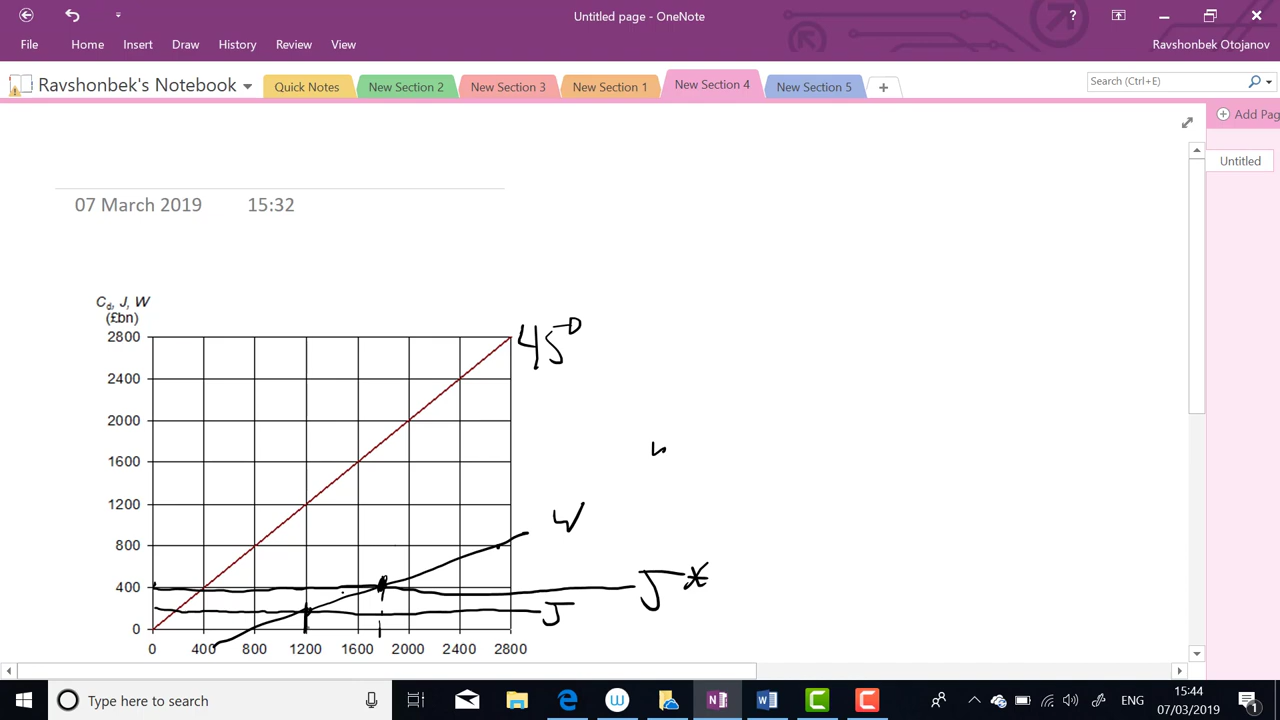 Untitled page - OneNote
?
File Home Insert Draw History Review View
Ravshonbek Otojanov
Ravshonbek's Notebook
Quick Notes
New Section 2
New Section 3
New Section 1
New Section 4
New Section 5
Search (Ctrl+E)
Add Pag
Untitled
07 March 2019 15:32
Cd, J, W
(£bn)
2800
2400
2000
1600
1200
800
400
0
45°
W
J*
J
0 400 800 1200 1600 2000 2400 2800
Type here to search
ENG
15:44
07/03/2019
1